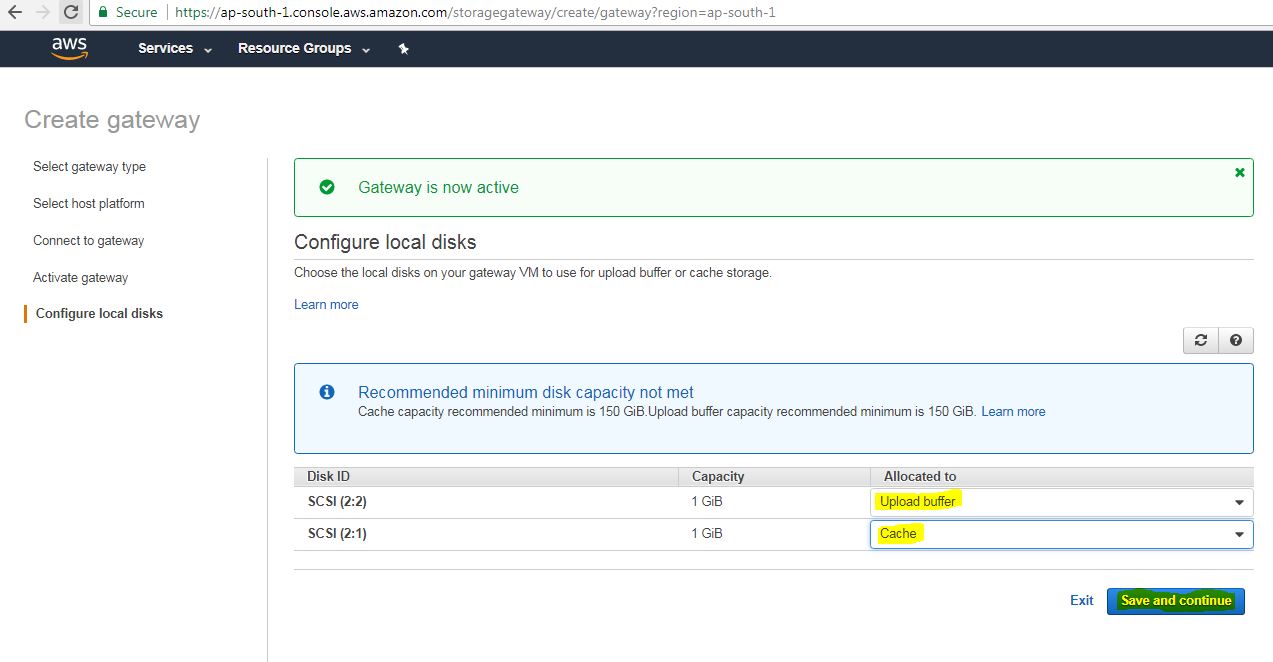 Secure https://ap-south-1.console.aws.amazon.com/storagegateway/create/gateway?region=ap-south-1
aws Services Resource Groups
Create gateway
Select gateway type
Select host platform
Connect to gateway
Activate gateway
Configure local disks
Gateway is now active
Configure local disks
Choose the local disks on your gateway VM to use for upload buffer or cache storage.
Learn more
Recommended minimum disk capacity not met
Cache capacity recommended minimum is 150 GiB.Upload buffer capacity recommended minimum is 150 GiB. Learn more
Disk ID Capacity Allocated to
SCSI (2:2) 1 GiB Upload buffer
SCSI (2:1) 1 GiB Cache
Exit Save and continue